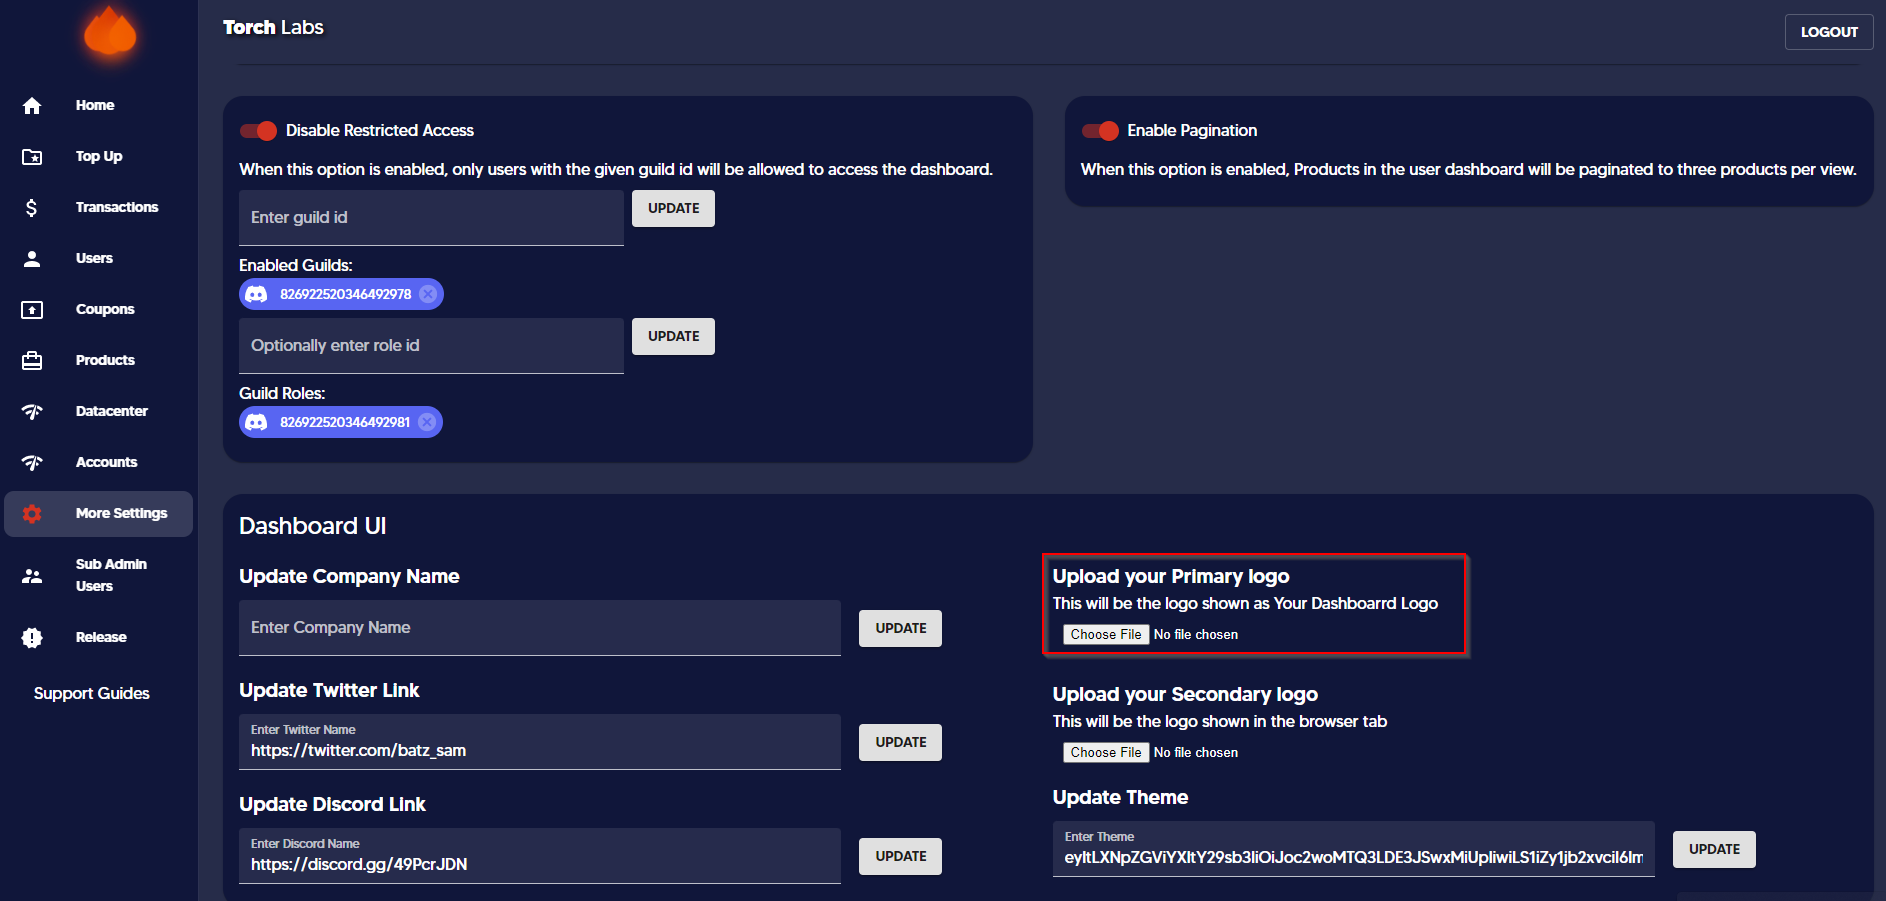 Torch Labs
LOGOUT
Home
Top Up
Transactions
Users
Coupons
Products
Datacenter
Accounts
More Settings
Sub Admin
Users
Release
Support Guides
Disable Restricted Access
When this option is enabled, only users with the given guild id will be allowed to access the dashboard.
Enter guild id
UPDATE
Enabled Guilds:
826922520346492978
Optionally enter role id
UPDATE
Guild Roles:
826922520346492981
Enable Pagination
When this option is enabled, Products in the user dashboard will be paginated to three products per view.
Dashboard UI
Update Company Name
Enter Company Name
UPDATE
Update Twitter Link
Enter Twitter Name
https://twitter.com/batz_sam
UPDATE
Update Discord Link
Enter Discord Name
https://discord.gg/49PcrJDN
UPDATE
Upload your Primary logo
This will be the logo shown as Your Dashboarrd Logo
Choose File No file chosen
Upload your Secondary logo
This will be the logo shown in the browser tab
Choose File No file chosen
Update Theme
Enter Theme
UPDATE